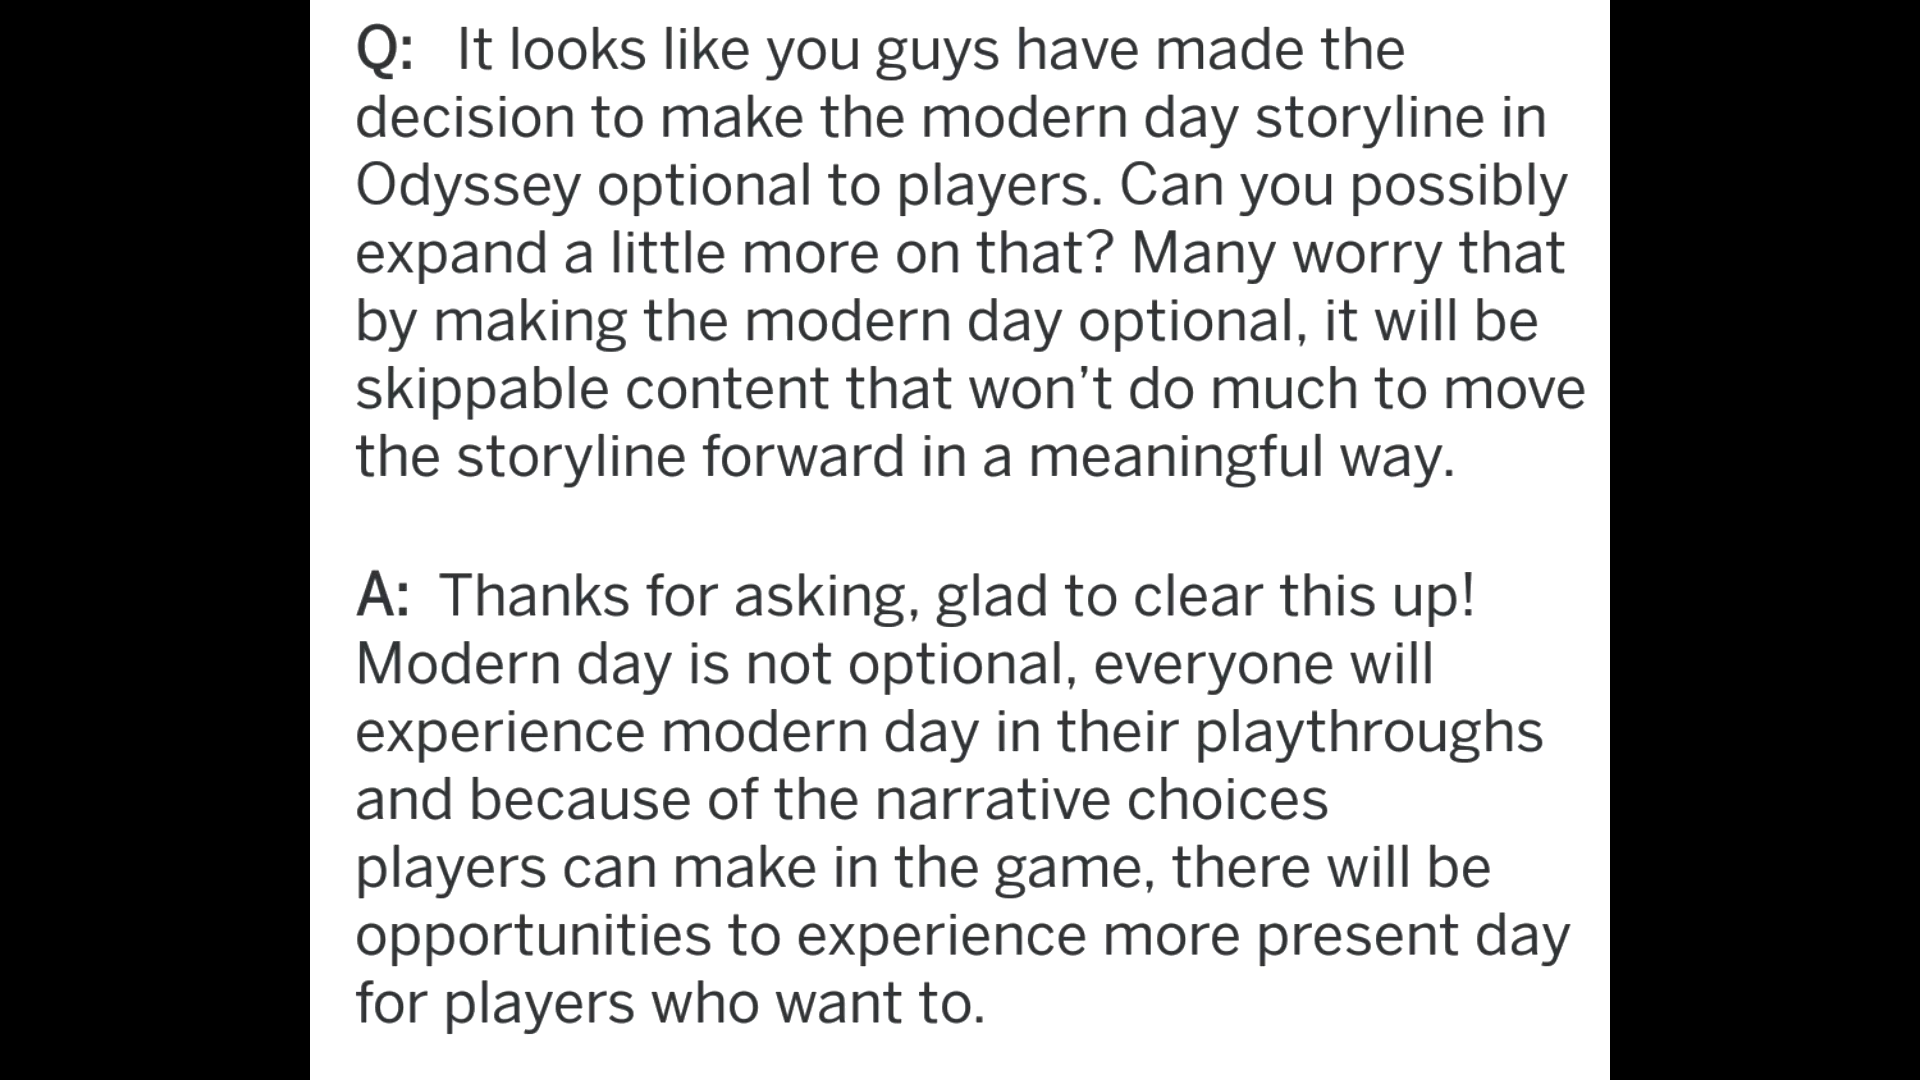 Q: It looks like you guys have made the
decision to make the modern day storyline in
Odyssey optional to players. Can you possibly
expand a little more on that? Many worry that
by making the modern day optional, it will be
skippable content that won’t do much to move
the storyline forward in a meaningful way.
A: Thanks for asking, glad to clear this up!
Modern day is not optional, everyone will
experience modern day in their playthroughs
and because of the narrative choices
players can make in the game, there will be
opportunities to experience more present day
for players who want to.